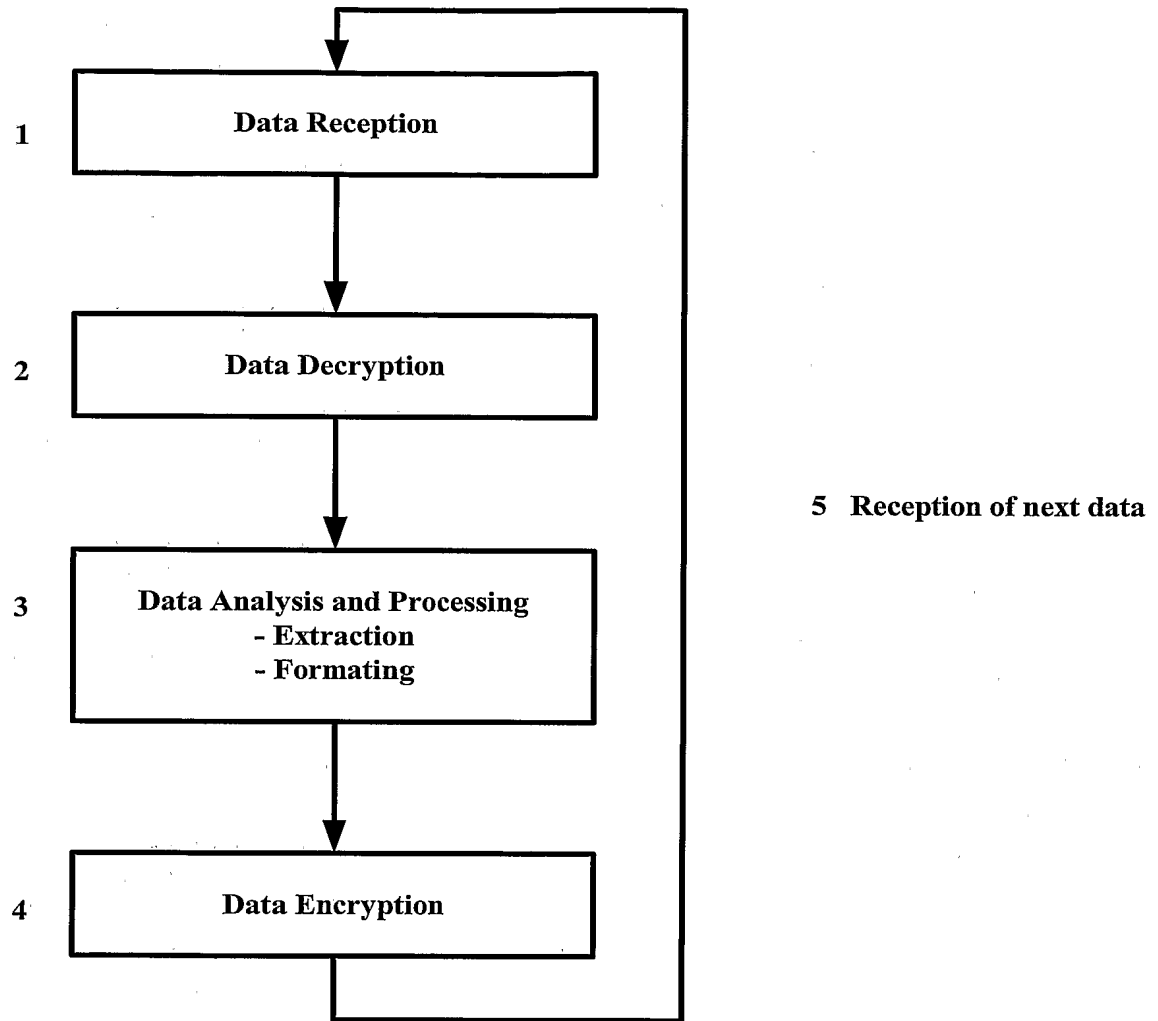 1 Data Reception
2 Data Decryption
5 Reception of next data
3 Data Analysis and Processing
- Extraction
- Formating
4 Data Encryption